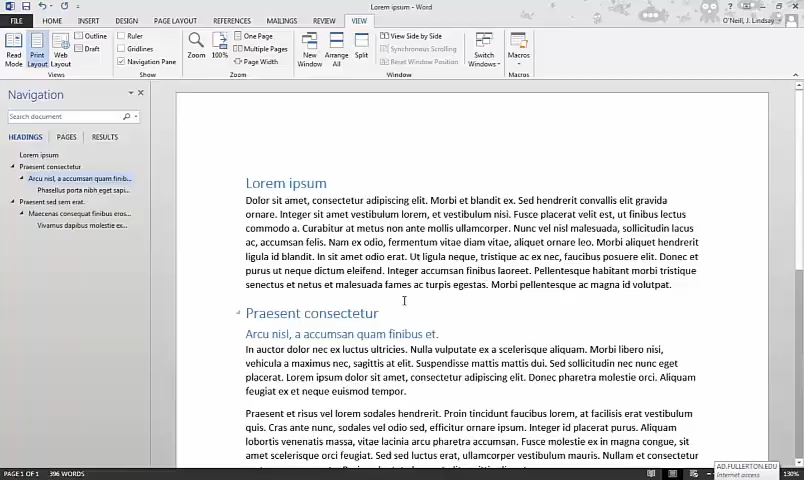 Lorem ipsum - Word
FILE HOME INSERT DESIGN PAGE LAYOUT REFERENCES MAILINGS REVIEW VIEW O'Neill, J. Lindsay
Read Mode
Print Layout
Web Layout
Outline
Draft
Views
Ruler
Gridlines
Navigation Pane
Show
Zoom
100%
One Page
Multiple Pages
Page Width
Zoom
New Window
Arrange All
Split
View Side by Side
Synchronous Scrolling
Reset Window Position
Switch Windows
Window
Macros
Macros
Navigation
Search document
HEADINGS PAGES RESULTS
Lorem ipsum
Praesent consectetur
Arcu nisl, a accumsan quam finib...
Phasellus porta nibh eget sapi...
Praesent sed sem erat.
Maecenas consequat finibus eros...
Vivamus dapibus molestie ex...
Lorem ipsum
Dolor sit amet, consectetur adipiscing elit. Morbi et blandit ex. Sed hendrerit convallis elit gravida
ornare. Integer sit amet vestibulum lorem, et vestibulum nisi. Fusce placerat velit est, ut finibus lectus
commodo a. Curabitur at metus non ante mollis ullamcorper. Nunc vel nisl malesuada, sollicitudin lacus
ac, accumsan felis. Nam ex odio, fermentum vitae diam vitae, aliquet ornare leo. Morbi aliquet hendrerit
ligula id blandit. In sit amet odio erat. Ut ligula neque, tristique ac ex nec, faucibus posuere elit. Donec et
purus ut neque dictum eleifend. Integer accumsan finibus laoreet. Pellentesque habitant morbi tristique
senectus et netus et malesuada fames ac turpis egestas. Morbi pellentesque ac magna id volutpat.
Praesent consectetur
Arcu nisl, a accumsan quam finibus et.
In auctor dolor nec ex luctus ultricies. Nulla vulputate ex a scelerisque aliquam. Morbi libero nisi,
vehicula a maximus nec, sagittis at elit. Suspendisse mattis mattis dui. Sed sollicitudin nec nunc eget
placerat. Lorem ipsum dolor sit amet, consectetur adipiscing elit. Donec pharetra molestie orci. Aliquam
feugiat ex et neque euismod tempor.
Praesent et risus vel lorem sodales hendrerit. Proin tincidunt faucibus lorem, at facilisis erat vestibulum
quis. Cras ante nunc, sodales vel odio sed, efficitur ornare ipsum. Integer id placerat purus. Aliquam
lobortis venenatis massa, vitae lacinia arcu pharetra accumsan. Fusce molestie ex in magna congue, sit
amet scelerisque orci feugiat. Vestibulum posuere erat, ullamcorper vestibulum mauris. Nullam et consectetur
PAGE 1 OF 1 396 WORDS
AD.FULLERTON.EDU
Internet access
130%